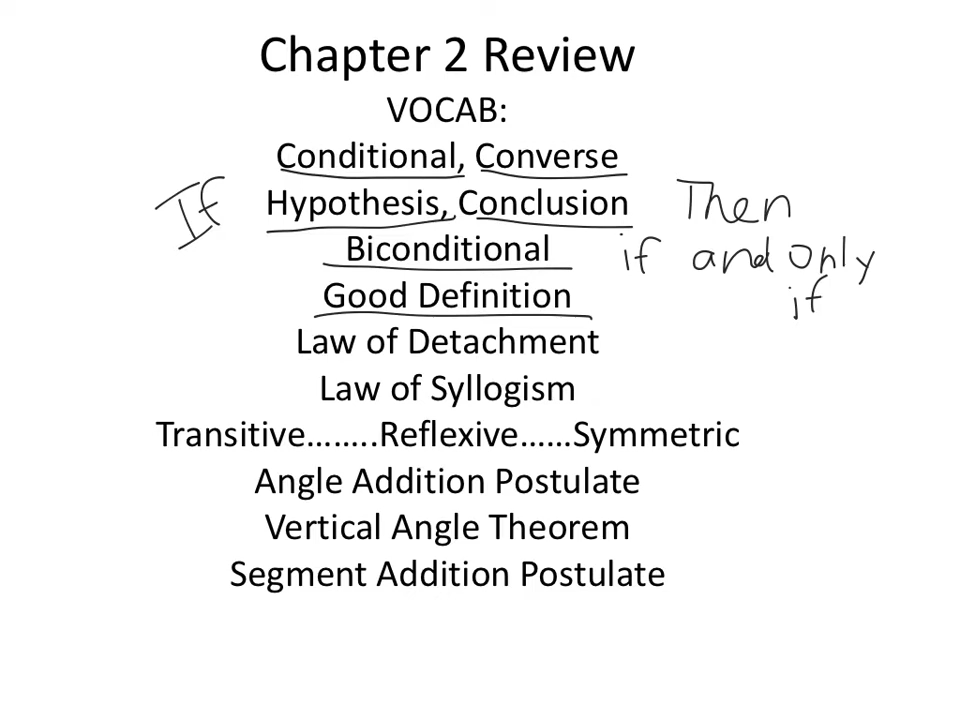 Chapter 2 Review
VOCAB:
Conditional, Converse
If Hypothesis, Conclusion Then
Biconditional if and only
Good Definition if
Law of Detachment
Law of Syllogism
Transitive……..Reflexive……Symmetric
Angle Addition Postulate
Vertical Angle Theorem
Segment Addition Postulate